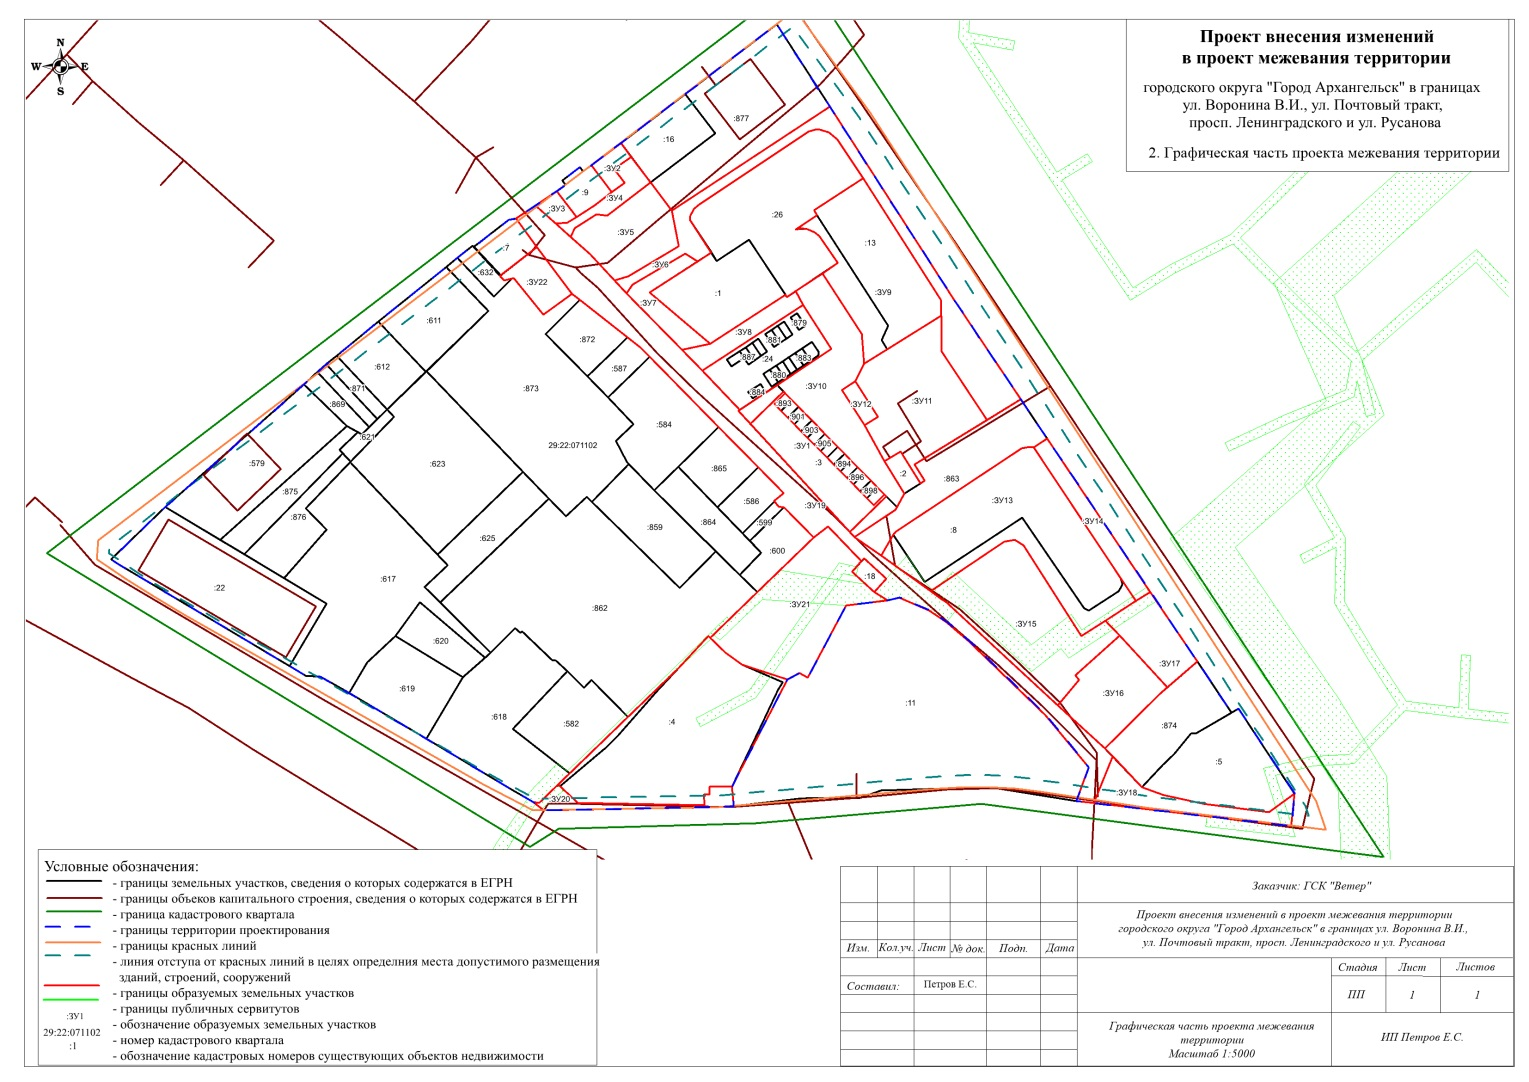 N
W E
S
Проект внесения изменений
в проект межевания территории
городского округа "Город Архангельск" в границах
ул. Воронина В.И., ул. Почтовый тракт,
просп. Ленинградского и ул. Русанова
2. Графическая часть проекта межевания территории
:877
:16
:ЗУ2
:9
:ЗУ4
:ЗУ3
:26
:ЗУ5
:13
:7
:ЗУ6
:632
:ЗУ22
:1
:ЗУ9
:ЗУ7
:611
:879
:ЗУ8
:872
:881
:887
:24
:883
:612
:587
:880
:873
:ЗУ10
:871
:884
:869
:893
:ЗУ12
:ЗУ11
:901
:584
:903
:621
29:22:071102
:ЗУ1
:905
:579
:623
:3
:894
:865
:2
:896
:863
:875
:898
:586
:ЗУ13
:ЗУ19
:876
:864
:599
:ЗУ14
:859
:8
:625
:600
:617
:18
:22
:862
:ЗУ21
:ЗУ15
:620
:ЗУ17
:619
:ЗУ16
:11
:618
:582
:4
:874
:5
:ЗУ20
:ЗУ18
Условные обозначения:
- границы земельных участков, сведения о которых содержатся в ЕГРН
- границы объеков капитального строения, сведения о которых содержатся в ЕГРН
- граница кадастрового квартала
- границы территории проектирования
- границы красных линий
- линия отступа от красных линий в целях определния места допустимого размещения
зданий, строений, сооружений
- границы образуемых земельных участков
- границы публичных сервитутов
:ЗУ1 - обозначение образуемых земельных участков
29:22:071102 - номер кадастрового квартала
:1 - обозначение кадастровых номеров существующих объектов недвижимости
Заказчик: ГСК "Ветер"
Проект внесения изменений в проект межевания территории
городского округа "Город Архангельск" в границах ул. Воронина В.И.,
ул. Почтовый тракт, просп. Ленинградского и ул. Русанова
Изм. Кол.уч. Лист № док. Подп. Дата
Стадия Лист Листов
Составил: Петров Е.С.
ПП 1 1
Графическая часть проекта межевания
территории
Масштаб 1:5000
ИП Петров Е.С.